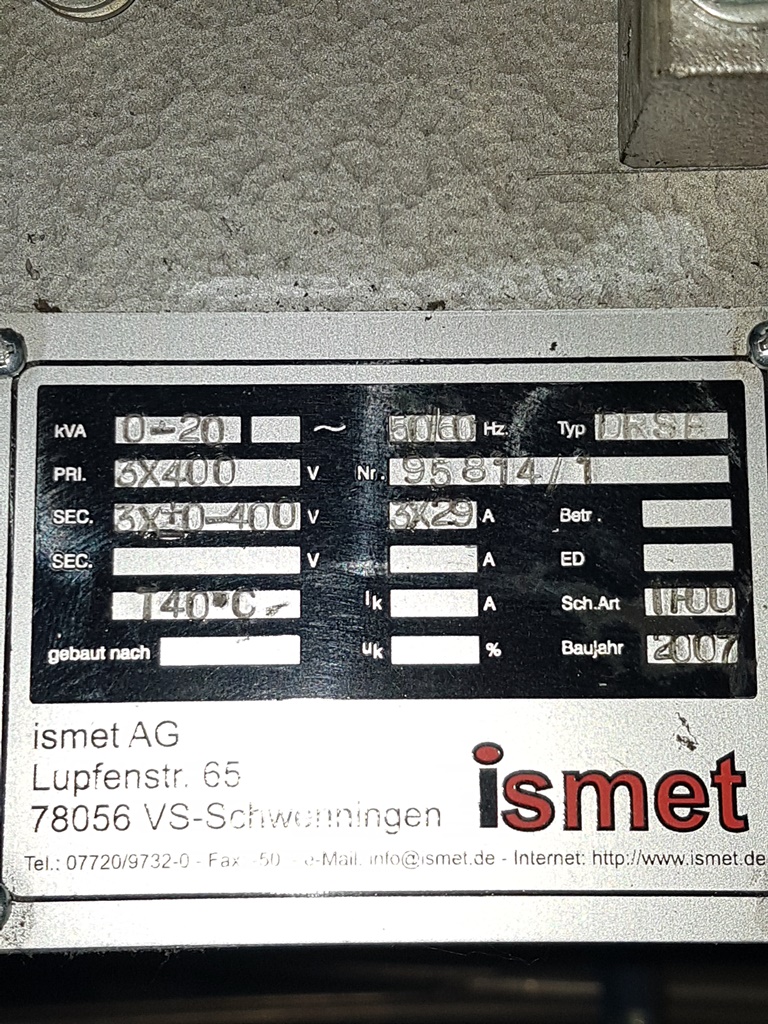 kVA 0-20 ~ 50/60 Hz. Typ
PRI. 3X400 V Nr. 95814/1
SEC. 3X±0-400 V 3X29 A Betr.
SEC. V A ED
T40°C Ik A Sch.Art IP00
gebaut nach uk % Baujahr 2007
ismet AG
Lupfenstr. 65
78056 VS-Schwenningen
ismet
Tel.: 07720/9732-0 - Fax: -50 - e-Mail: info@ismet.de - Internet: http://www.ismet.de